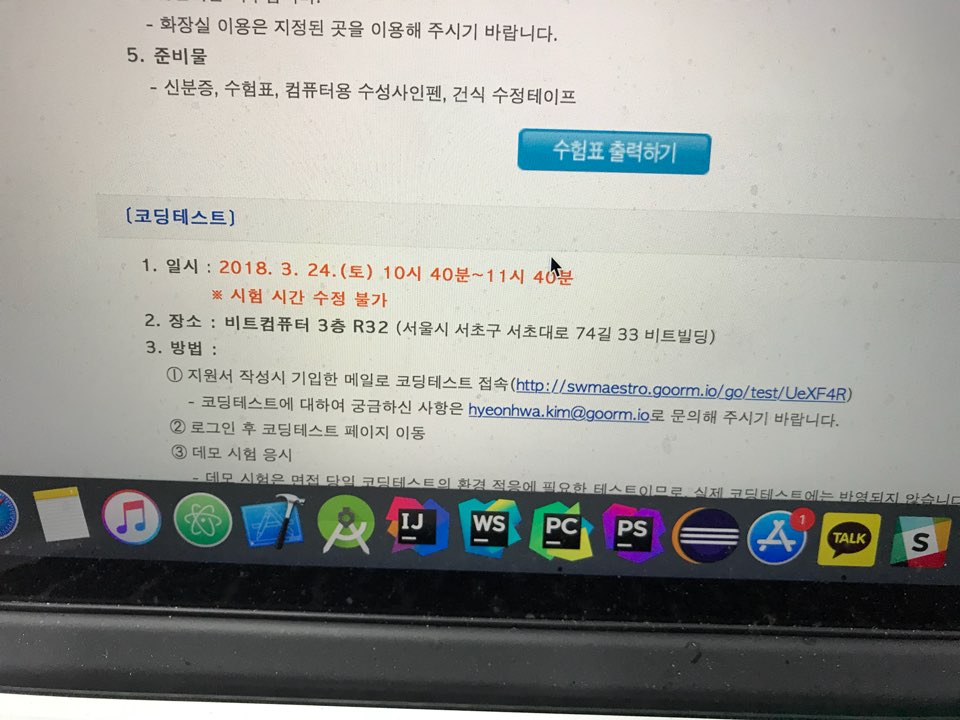 - 화장실 이용은 지정된 곳을 이용해 주시기 바랍니다.
5. 준비물
- 신분증, 수험표, 컴퓨터용 수성사인펜, 건식 수정테이프
수험표 출력하기
[코딩테스트]
1. 일시 : 2018. 3. 24.(토) 10시 40분~11시 40분
※ 시험 시간 수정 불가
2. 장소 : 비트컴퓨터 3층 R32 (서울시 서초구 서초대로 74길 33 비트빌딩)
3. 방법 :
① 지원서 작성시 기입한 메일로 코딩테스트 접속(http://swmaestro.goorm.io/go/test/UeXF4R)
- 코딩테스트에 대하여 궁금하신 사항은 hyeonhwa.kim@goorm.io로 문의해 주시기 바랍니다.
② 로그인 후 코딩테스트 페이지 이동
③ 데모 시험 응시
- 데모 시험은 면접 당일 코딩테스트의 환경 적응에 필요한 테스트이므로, 실제 코딩테스트에는 반영되지 않습니다
IJ
WS
PC
PS
1
TALK
S